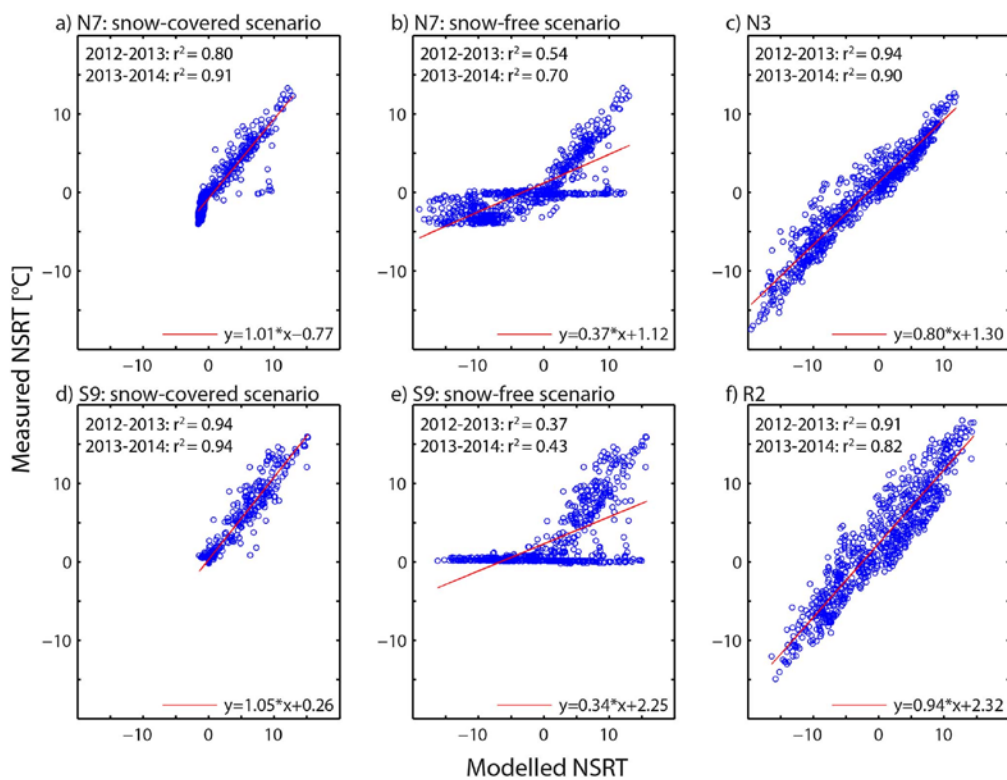 a) N7: snow-covered scenario
2012-2013: r² = 0.80
2013-2014: r² = 0.91
10
0
−10
y=1.01*x−0.77
−10 0 10
b) N7: snow-free scenario
2012-2013: r² = 0.54
2013-2014: r² = 0.70
10
0
−10
y=0.37*x+1.12
−10 0 10
c) N3
2012-2013: r² = 0.94
2013-2014: r² = 0.90
10
0
−10
y=0.80*x+1.30
−10 0 10
Measured NSRT [°C]
d) S9: snow-covered scenario
2012-2013: r² = 0.94
2013-2014: r² = 0.94
10
0
−10
y=1.05*x+0.26
−10 0 10
e) S9: snow-free scenario
2012-2013: r² = 0.37
2013-2014: r² = 0.43
10
0
−10
y=0.34*x+2.25
−10 0 10
f) R2
2012-2013: r² = 0.91
2013-2014: r² = 0.82
10
0
−10
y=0.94*x+2.32
−10 0 10
Modelled NSRT